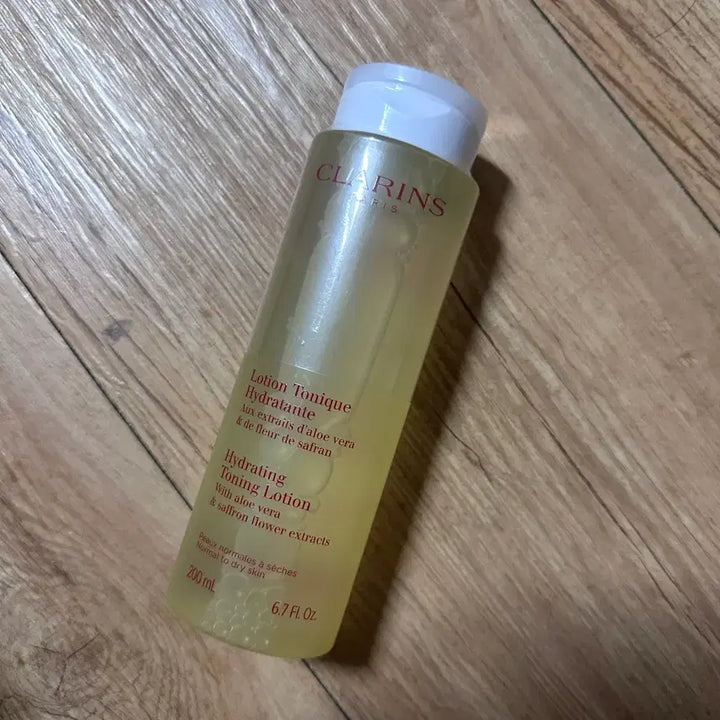 CLARINS
PARIS
Lotion Tonique
Hydratante
Aux extraits d'aloe vera
& de fleur de safran
Hydrating
Toning Lotion
With aloe vera
& saffron flower extracts
Peaux normales à sèches
Normal to dry skin
200 mL
6.7 Fl. Oz.